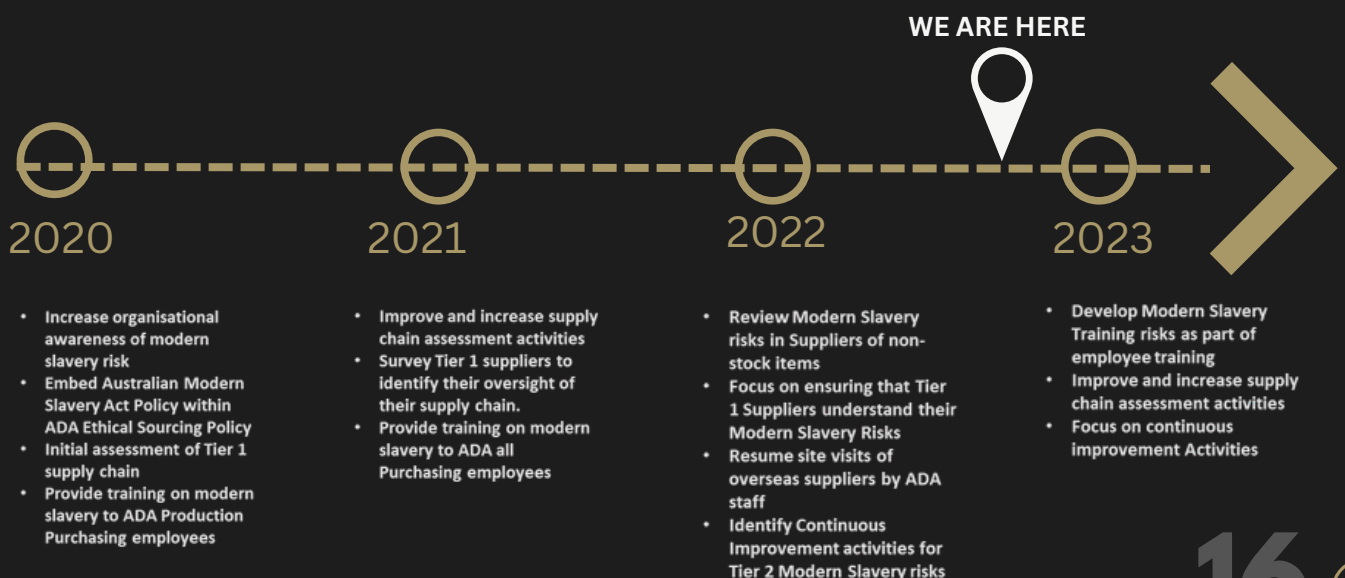 WE ARE HERE
2020
• Increase organisational
awareness of modern
slavery risk
• Embed Australian Modern
Slavery Act Policy within
ADA Ethical Sourcing Policy
• Initial assessment of Tier 1
supply chain
• Provide training on modern
slavery to ADA Production
Purchasing employees
2021
• Improve and increase supply
chain assessment activities
• Survey Tier 1 suppliers to
identify their oversight of
their supply chain.
• Provide training on modern
slavery to ADA all
Purchasing employees
2022
• Review Modern Slavery
risks in Suppliers of non-
stock items
• Focus on ensuring that Tier
1 Suppliers understand their
Modern Slavery Risks
• Resume site visits of
overseas suppliers by ADA
staff
• Identify Continuous
Improvement activities for
Tier 2 Modern Slavery risks
2023
• Develop Modern Slavery
Training risks as part of
employee training
• Improve and increase supply
chain assessment activities
• Focus on continuous
improvement Activities
16